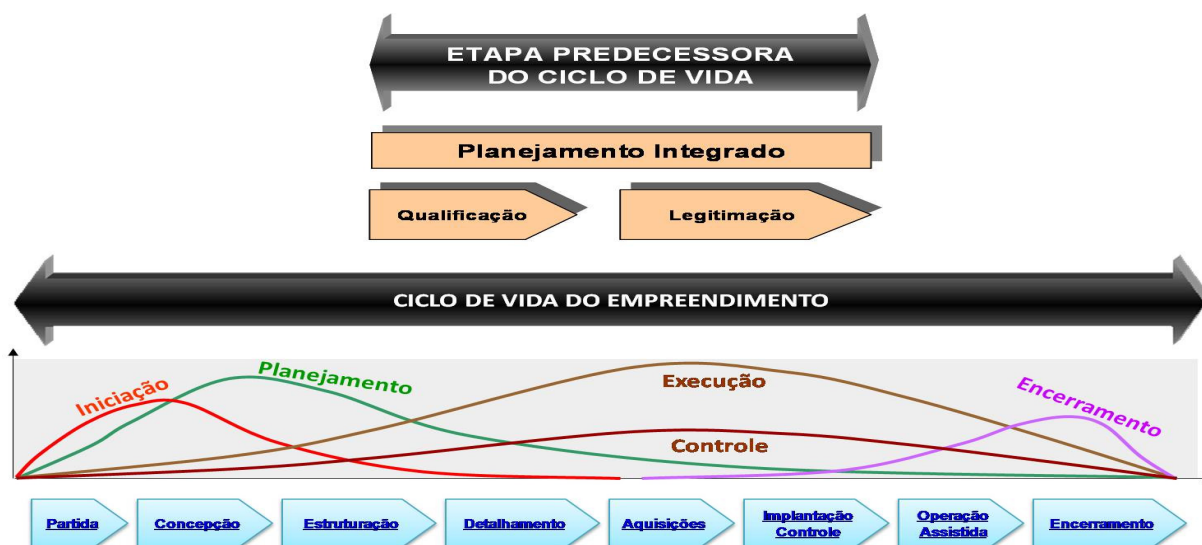 ETAPA PREDECESSORA
DO CICLO DE VIDA
Planejamento Integrado
Qualificação
Legitimação
CICLO DE VIDA DO EMPREENDIMENTO
Iniciação
Planejamento
Execução
Controle
Encerramento
Partida
Concepção
Estruturação
Detalhamento
Aquisições
Implantação
Controle
Operação
Assistida
Encerramento